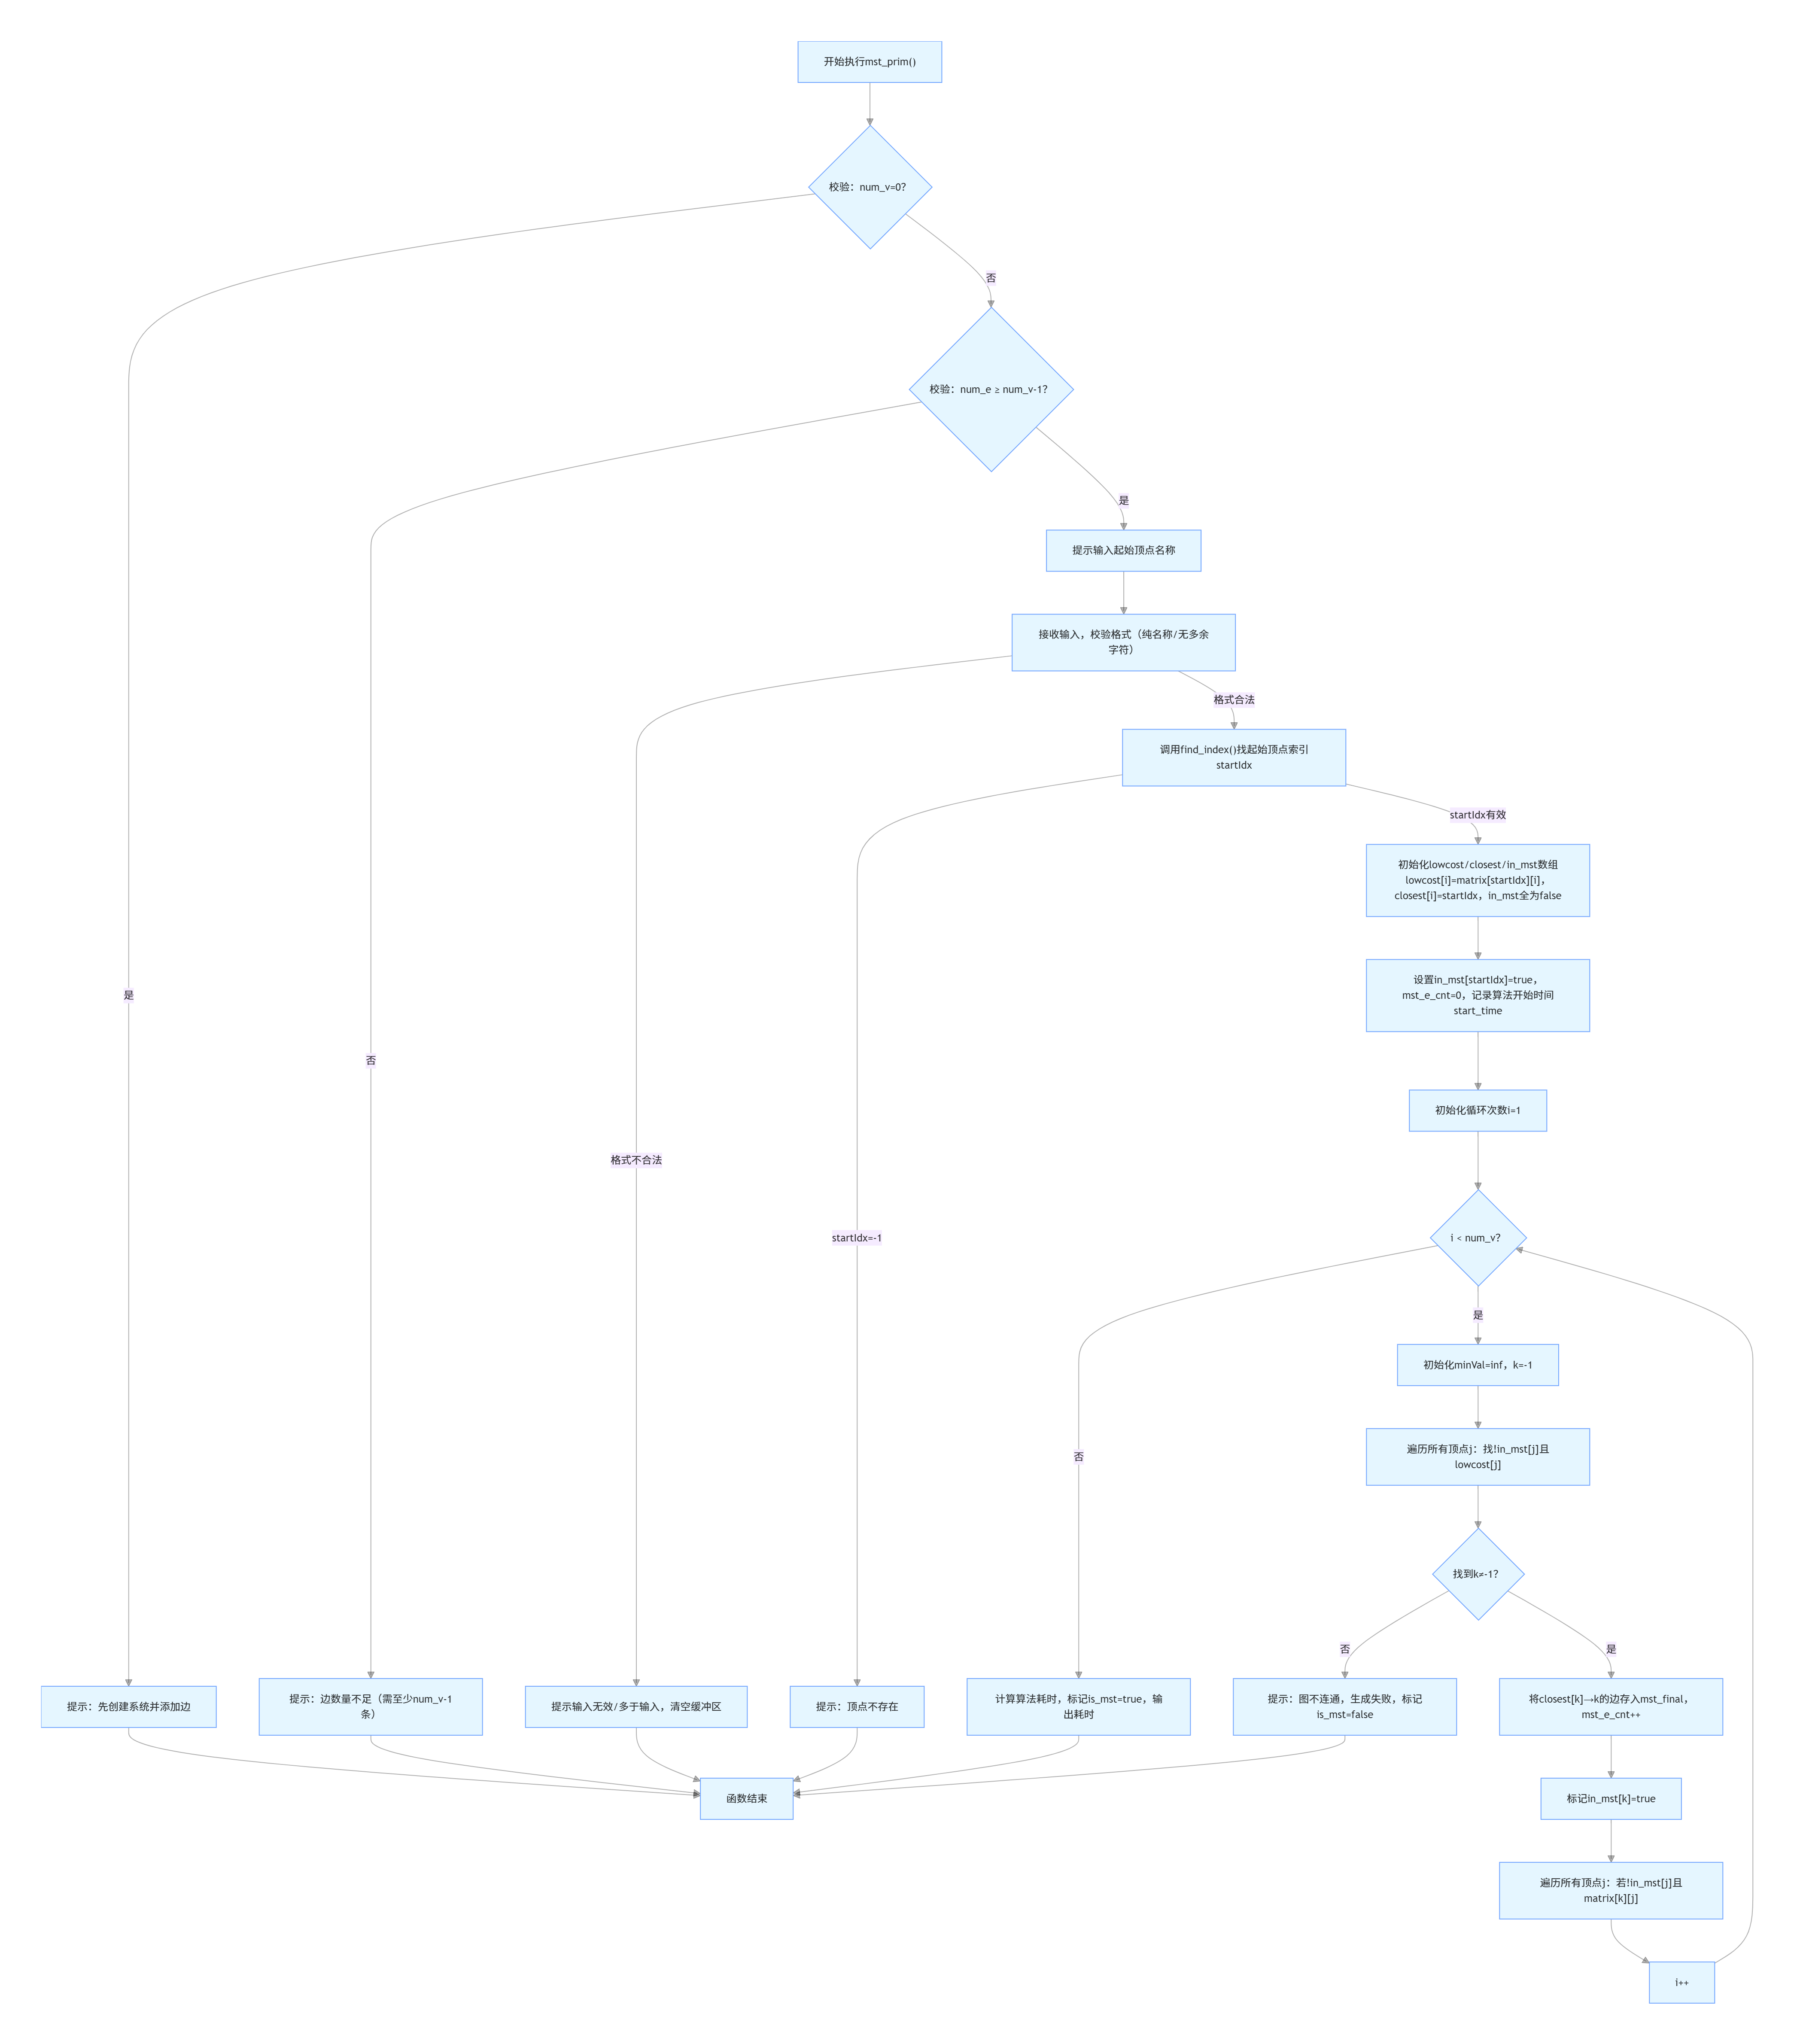 开始执行mst_prim()
校验：num_v=0?
否
校验：num_e ≥ num_v-1?
是
提示输入起始顶点名称
接收输入，校验格式（纯名称/无多余
字符）
格式合法
调用find_index()找起始顶点索引
startIdx
startIdx有效
初始化lowcost/closest/in_mst数组
lowcost[i]=matrix[startIdx][i]，
closest[i]=startIdx，in_mst全为false
设置in_mst[startIdx]=true，
mst_e_cnt=0，记录算法开始时间
start_time
是
否
初始化循环次数i=1
格式不合法
startIdx=-1
i < num_v?
是
初始化minVal=inf，k=-1
否
遍历所有顶点j：找!in_mst[j]且
lowcost[j]
找到k≠-1?
否
是
提示：先创建系统并添加边
提示：边数量不足（需至少num_v-1
条）
提示输入无效/多于输入，清空缓冲区
提示：顶点不存在
计算算法耗时，标记is_mst=true，输
出耗时
提示：图不连通，生成失败，标记
is_mst=false
将closest[k]→k的边存入mst_final，
mst_e_cnt++
函数结束
标记in_mst[k]=true
遍历所有顶点j：若!in_mst[j]且
matrix[k][j]
i++